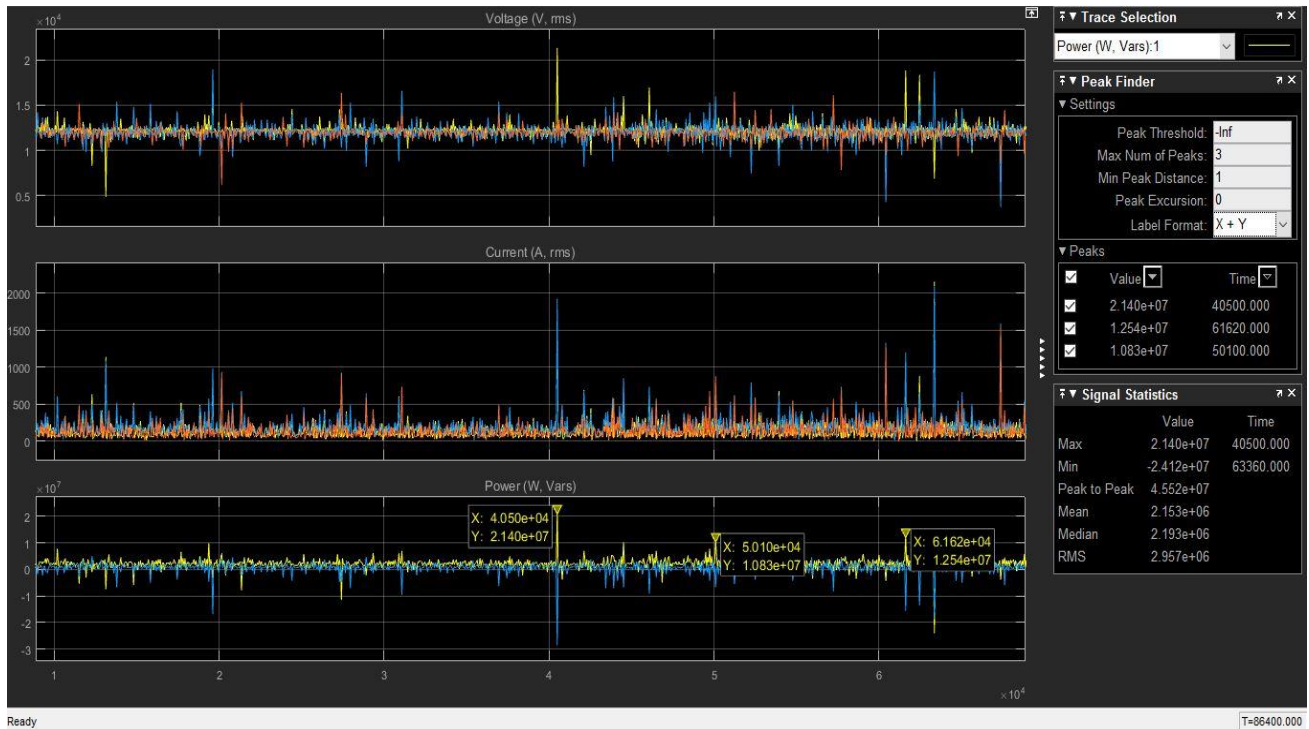 ×10⁴
Voltage (V, rms)
2
1.5
1
0.5
Current (A, rms)
2000
1500
1000
500
0
×10⁷
Power (W, Vars)
2
1
0
-1
-2
-3
X: 4.050e+04
Y: 2.140e+07
X: 5.010e+04
Y: 1.083e+07
X: 6.162e+04
Y: 1.254e+07
1 2 3 4 5 6
×10⁴
Trace Selection
Power (W, Vars):1
Peak Finder
Settings
Peak Threshold: -Inf
Max Num of Peaks: 3
Min Peak Distance: 1
Peak Excursion: 0
Label Format: X + Y
Peaks
Value Time
2.140e+07 40500.000
1.254e+07 61620.000
1.083e+07 50100.000
Signal Statistics
Value Time
Max 2.140e+07 40500.000
Min -2.412e+07 63360.000
Peak to Peak 4.552e+07
Mean 2.153e+06
Median 2.193e+06
RMS 2.957e+06
Ready
T=86400.000